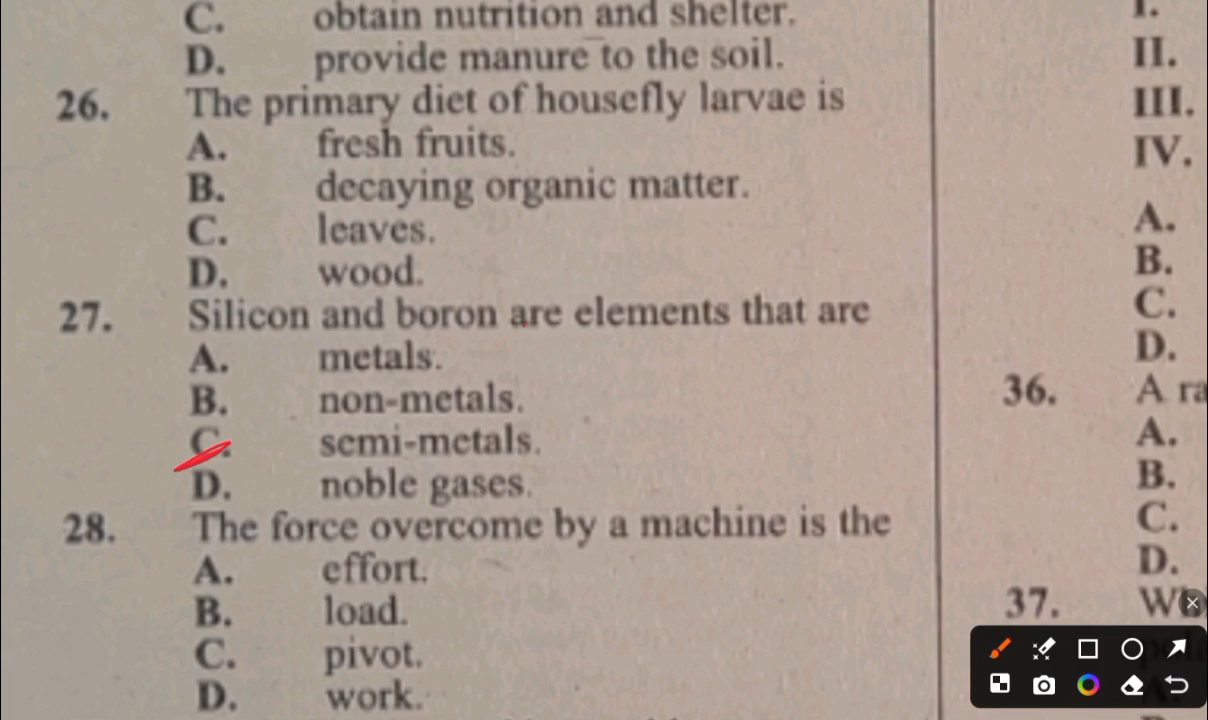 C. obtain nutrition and shelter.
D. provide manure to the soil.
26. The primary diet of housefly larvae is
A. fresh fruits.
B. decaying organic matter.
C. leaves.
D. wood.
27. Silicon and boron are elements that are
A. metals.
B. non-metals.
C. semi-metals.
D. noble gases.
28. The force overcome by a machine is the
A. effort.
B. load.
C. pivot.
D. work.
I.
II.
III.
IV.
A.
B.
C.
D.
36. A ra
A.
B.
C.
D.
37.